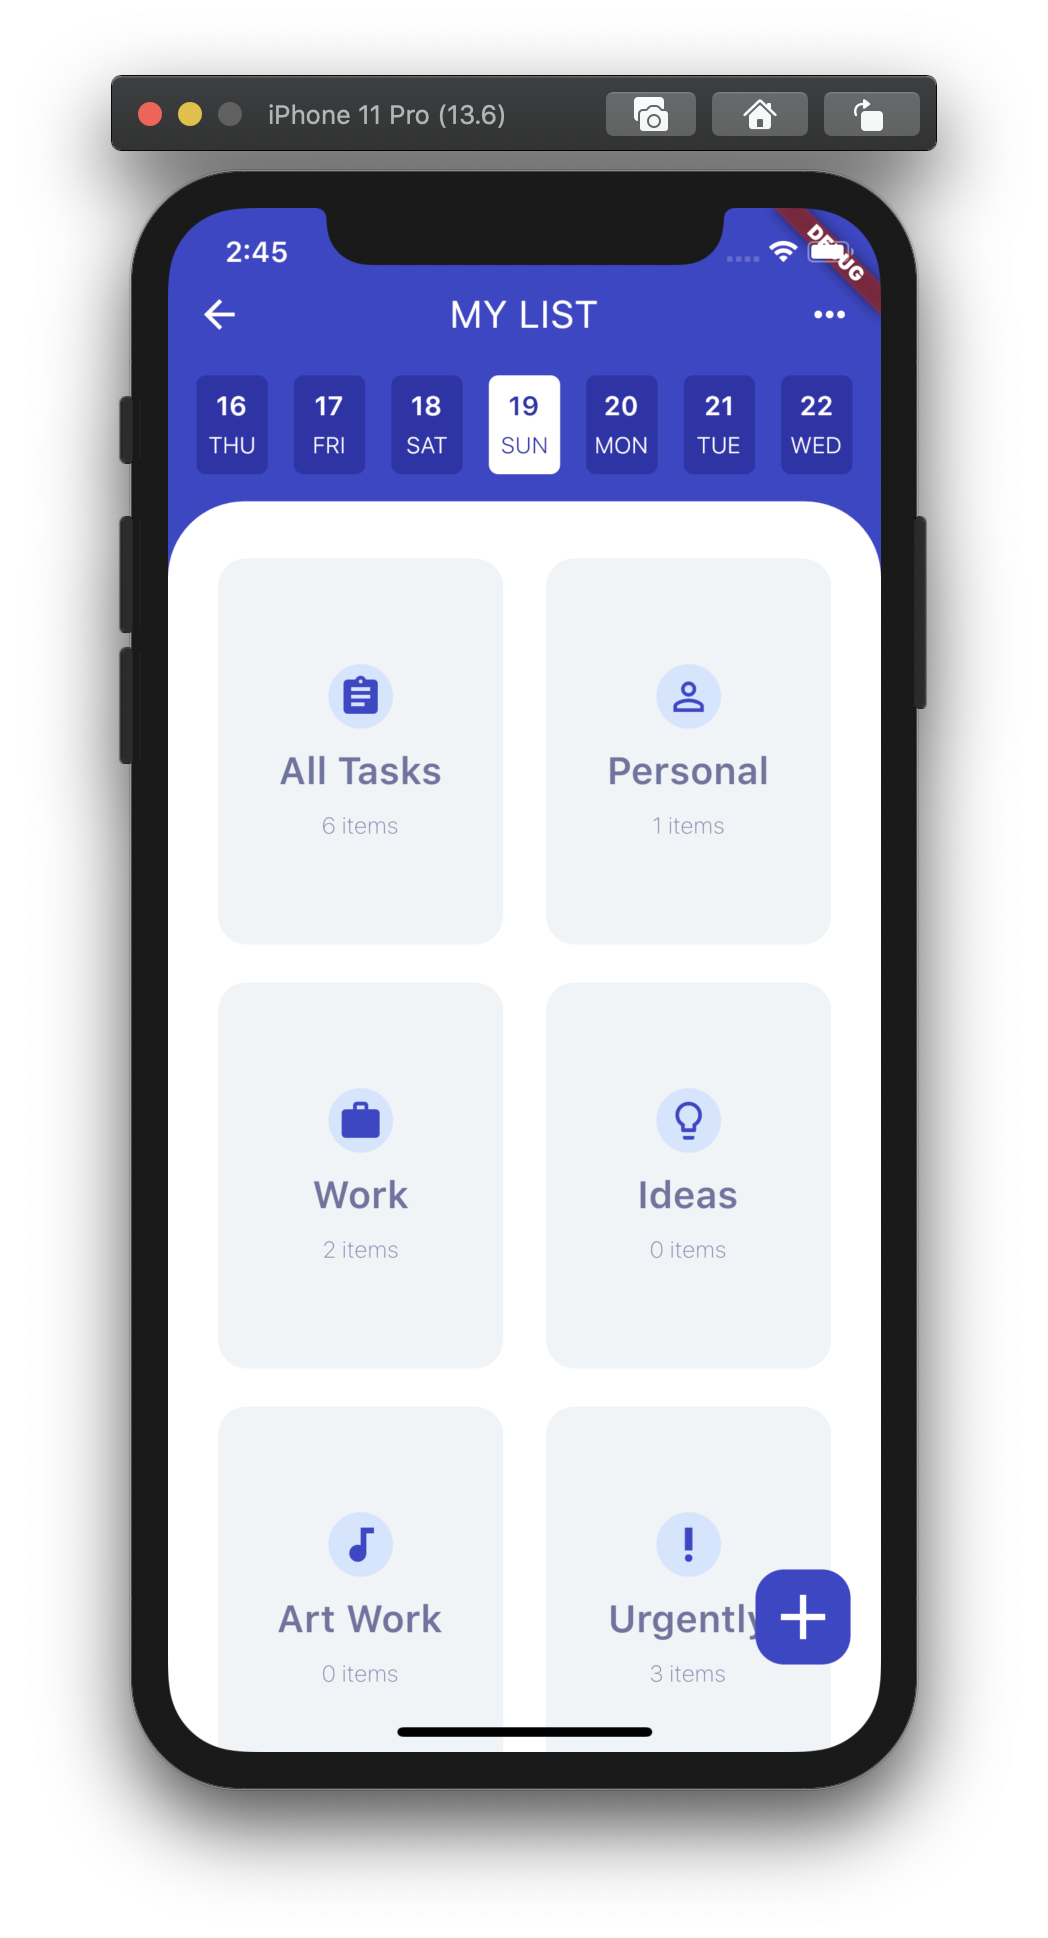 iPhone 11 Pro (13.6)
2:45
DEBUG
MY LIST
16 17 18 19 20 21 22
THU FRI SAT SUN MON TUE WED
All Tasks Personal
6 items 1 items
Work Ideas
2 items 0 items
Art Work Urgently
0 items 3 items